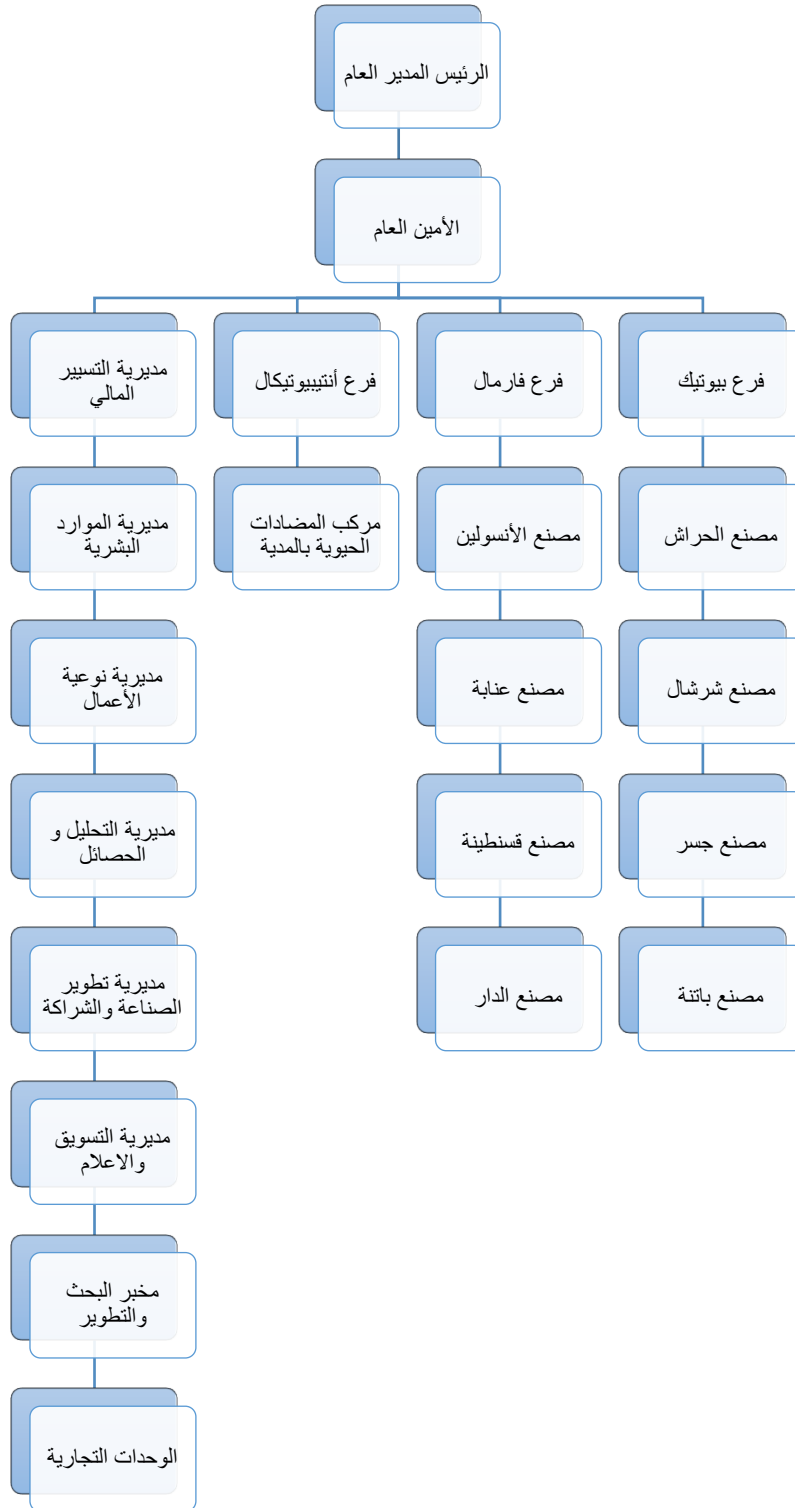 الرئيس المدير العام
الأمين العام
فرع بيوتيك
فرع فارمال
فرع أنتيبيوتيكال
مديرية التسيير
المالي
مصنع الحراش
مصنع الأنسولين
مركب المضادات
الحيوية بالمدية
مديرية الموارد
البشرية
مصنع شرشال
مصنع عنابة
مديرية نوعية
الأعمال
مصنع جسر
مصنع قسنطينة
مديرية التحليل و
الحصائل
مصنع باتنة
مصنع الدار
مديرية تطوير
الصناعة والشراكة
مديرية التسويق
والاعلام
مخبر البحث
والتطوير
الوحدات التجارية